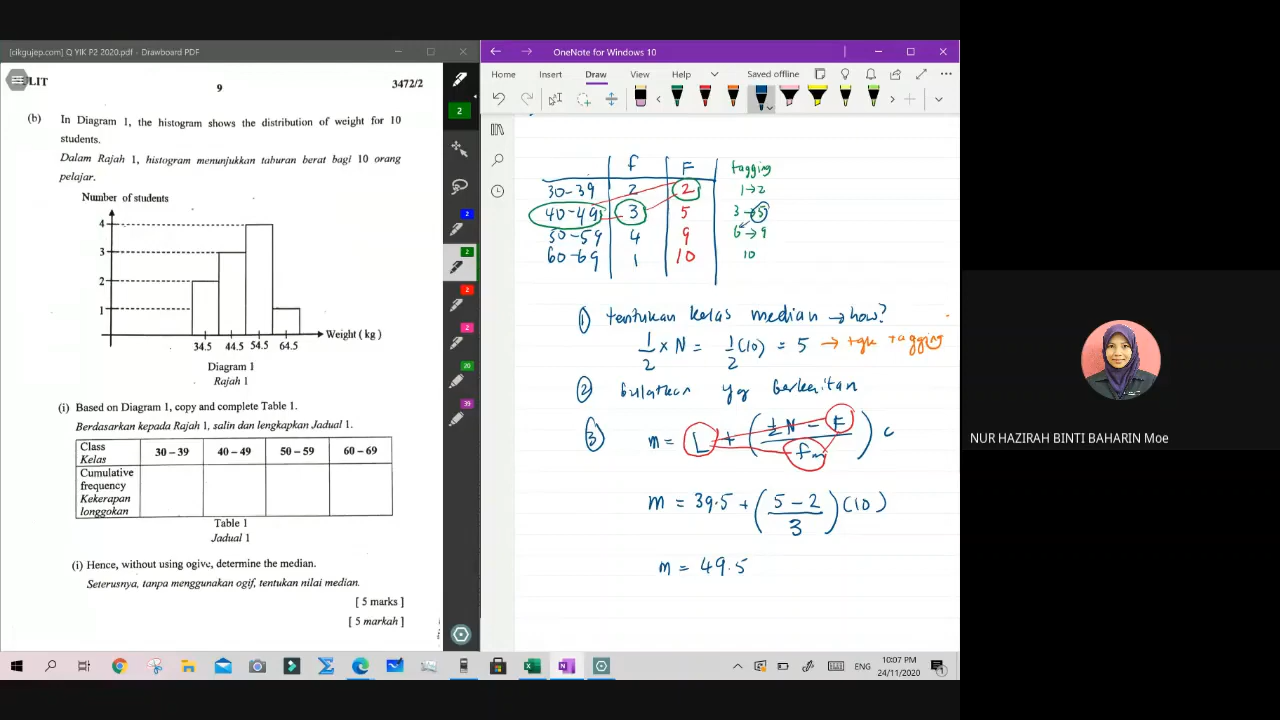 [cikgujep.com] Q YIK P2 2020.pdf - Drawboard PDF
LIT
9
3472/2
(b) In Diagram 1, the histogram shows the distribution of weight for 10
students.
Dalam Rajah 1, histogram menunjukkan taburan berat bagi 10 orang
pelajar.
Number of students
4
3
2
1
Weight ( kg )
34.5 44.5 54.5 64.5
Diagram 1
Rajah 1
(i) Based on Diagram 1, copy and complete Table 1.
Berdasarkan kepada Rajah 1, salin dan lengkapkan Jadual 1.
Class
Kelas
30 – 39 40 – 49 50 – 59 60 – 69
Cumulative
frequency
Kekerapan
longgokan
Table 1
Jadual 1
(i) Hence, without using ogive, determine the median.
Seterusnya, tanpa menggunakan ogif, tentukan nilai median.
[ 5 marks ]
[ 5 markah ]
2
2
2
2
2
20
39
OneNote for Windows 10
Home Insert Draw View Help Saved offline
f F tagging
30-39 2 2 1→2
40-49 3 5 3→5
50-59 4 9 6→9
60-69 1 10 10
① tentukan kelas median → how?
1/2 x N = 1/2 (10) = 5 → tgk tagging
② bulatkan yg berkaitan
③ m = L + (½N - F / fm) c
m = 39.5 + (5 - 2 / 3) (10)
m = 49.5
ENG
10:07 PM
24/11/2020
NUR HAZIRAH BINTI BAHARIN Moe